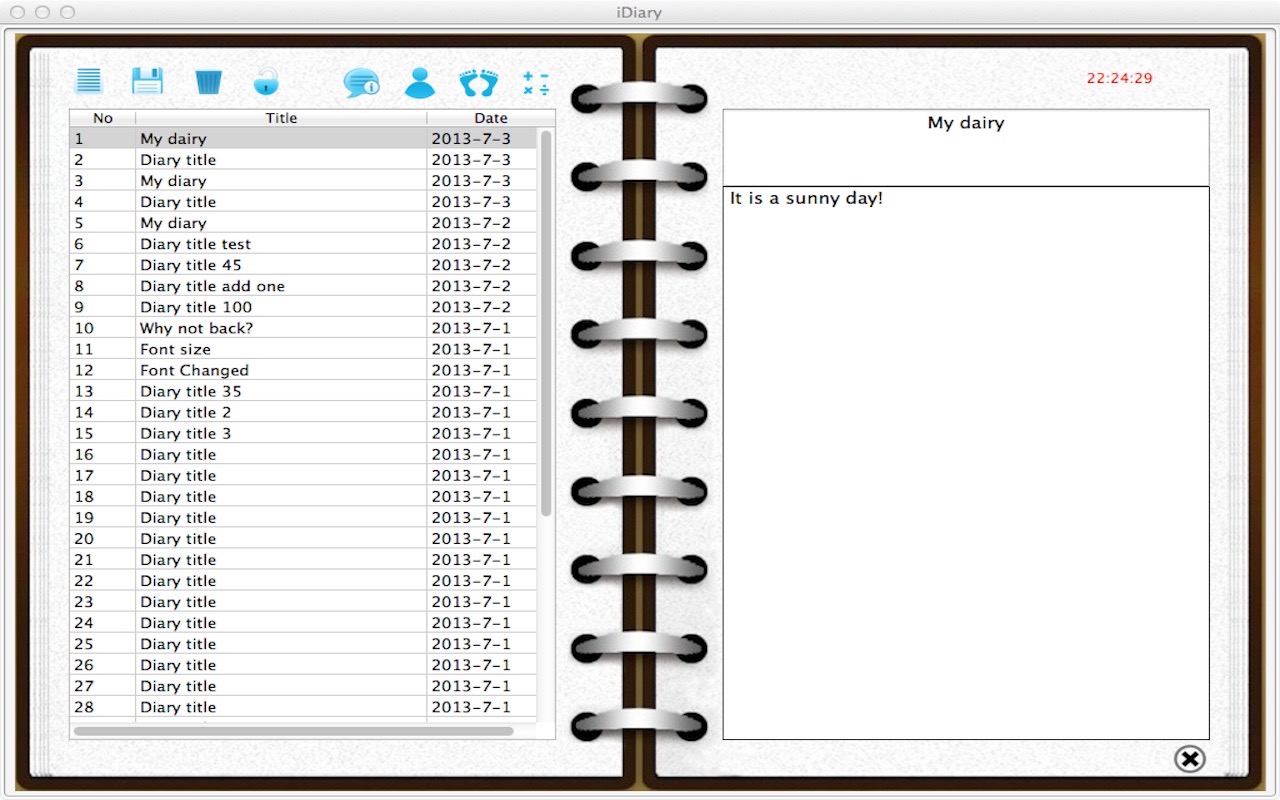 iDiary
22:24:29
No Title Date
1 My dairy 2013-7-3
2 Diary title 2013-7-3
3 My diary 2013-7-3
4 Diary title 2013-7-3
5 My diary 2013-7-2
6 Diary title test 2013-7-2
7 Diary title 45 2013-7-2
8 Diary title add one 2013-7-2
9 Diary title 100 2013-7-2
10 Why not back? 2013-7-1
11 Font size 2013-7-1
12 Font Changed 2013-7-1
13 Diary title 35 2013-7-1
14 Diary title 2 2013-7-1
15 Diary title 3 2013-7-1
16 Diary title 2013-7-1
17 Diary title 2013-7-1
18 Diary title 2013-7-1
19 Diary title 2013-7-1
20 Diary title 2013-7-1
21 Diary title 2013-7-1
22 Diary title 2013-7-1
23 Diary title 2013-7-1
24 Diary title 2013-7-1
25 Diary title 2013-7-1
26 Diary title 2013-7-1
27 Diary title 2013-7-1
28 Diary title 2013-7-1
My dairy
It is a sunny day!